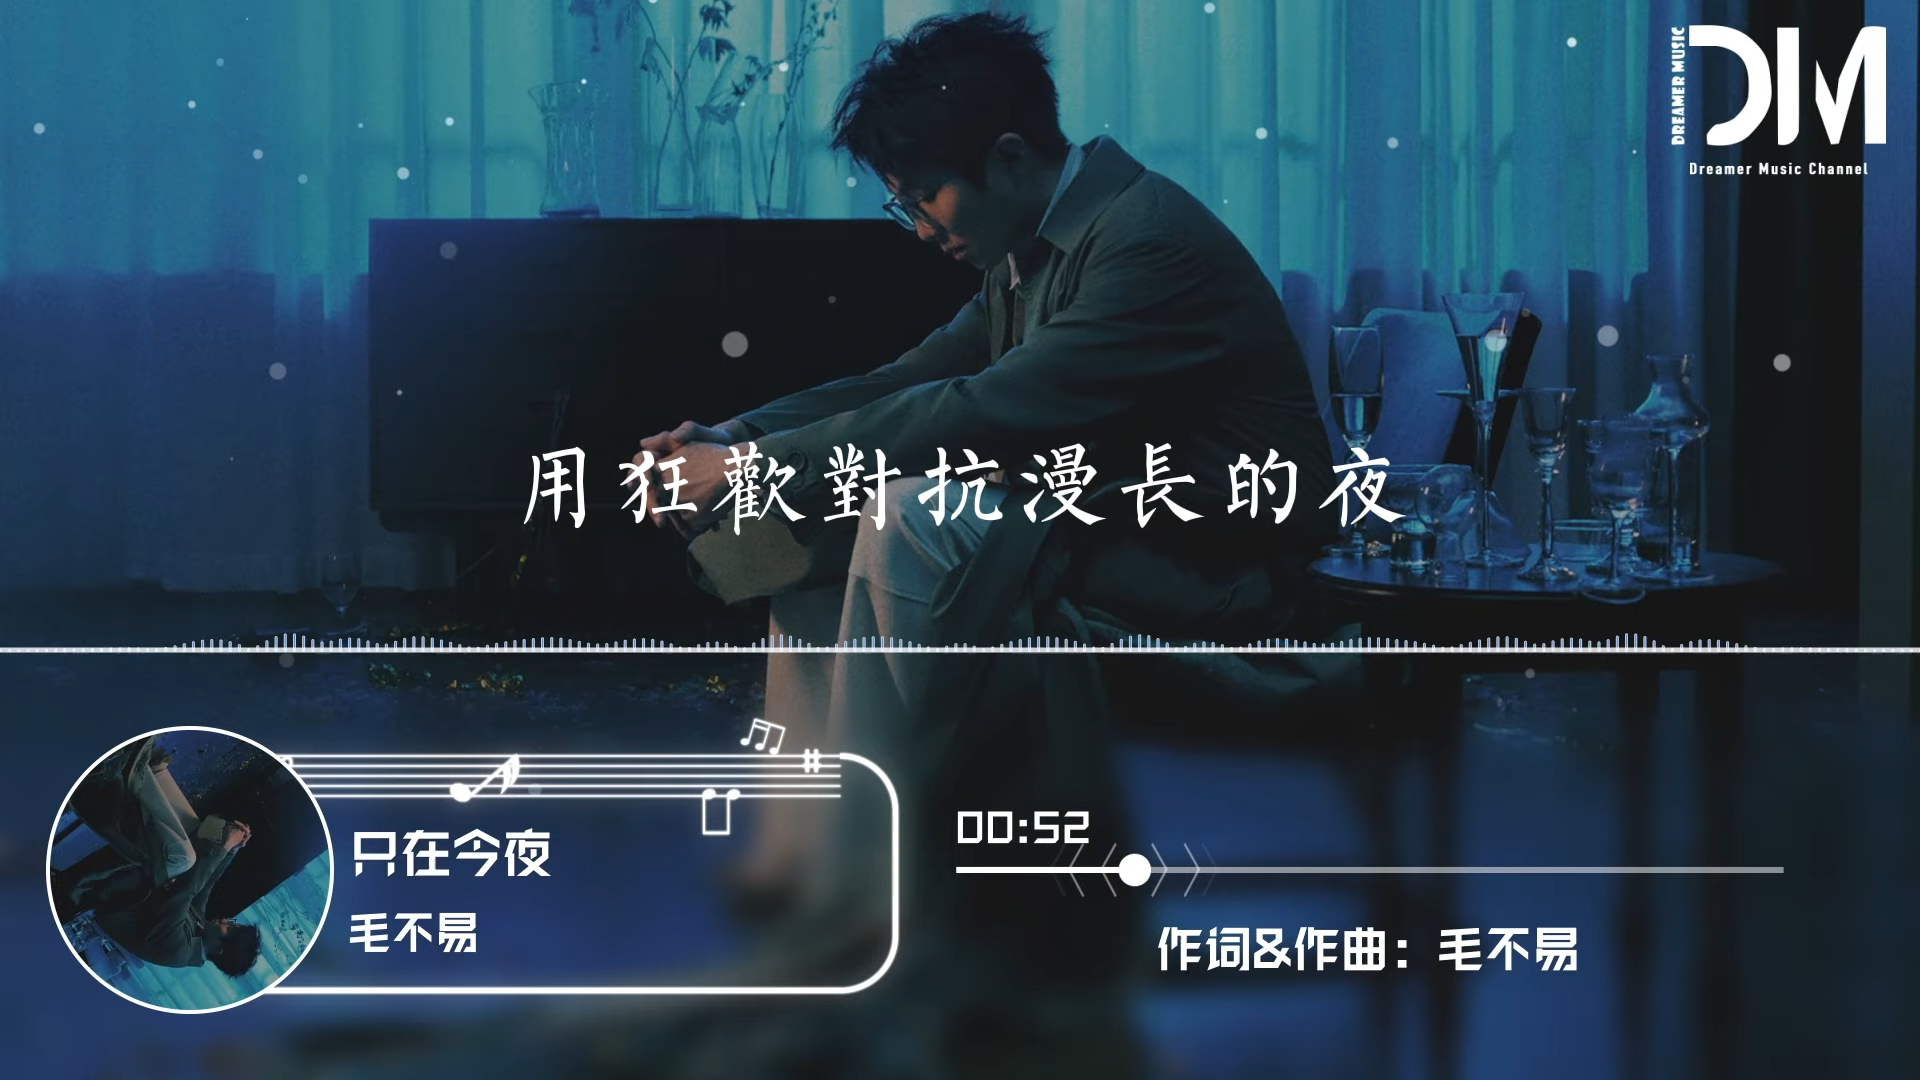 DREAMER MUSIC
DM
Dreamer Music Channel
用狂歡對抗漫長的夜
只在今夜
毛不易
00:52
作词&作曲：毛不易